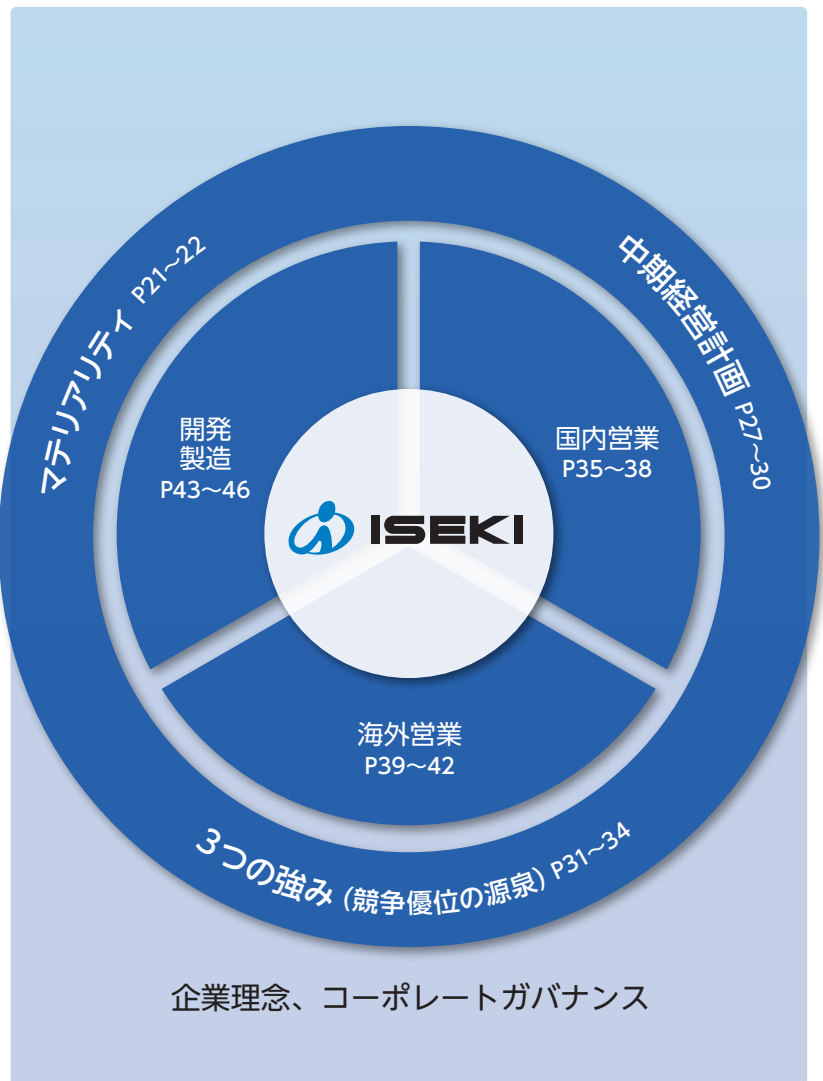 マテリアリティ P21～22
中期経営計画 P27～30
開発
製造
P43～46
国内営業
P35～38
ISEKI
海外営業
P39～42
3つの強み（競争優位の源泉）P31～34
企業理念、コーポレートガバナンス